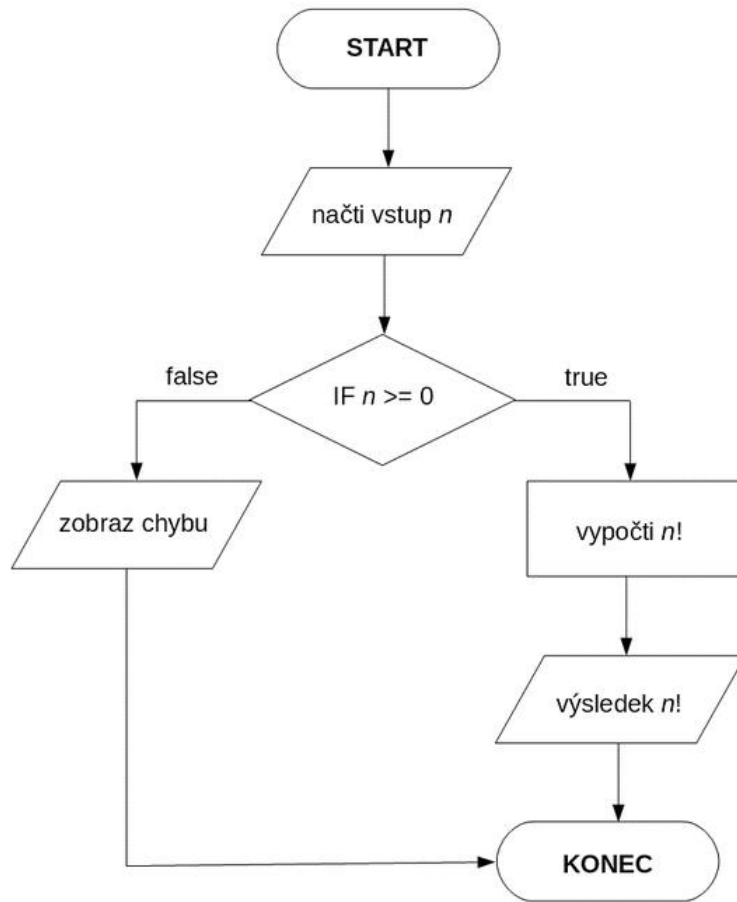 START
načti vstup n
false
IF n >= 0
true
zobraz chybu
vypočti n!
výsledek n!
KONEC